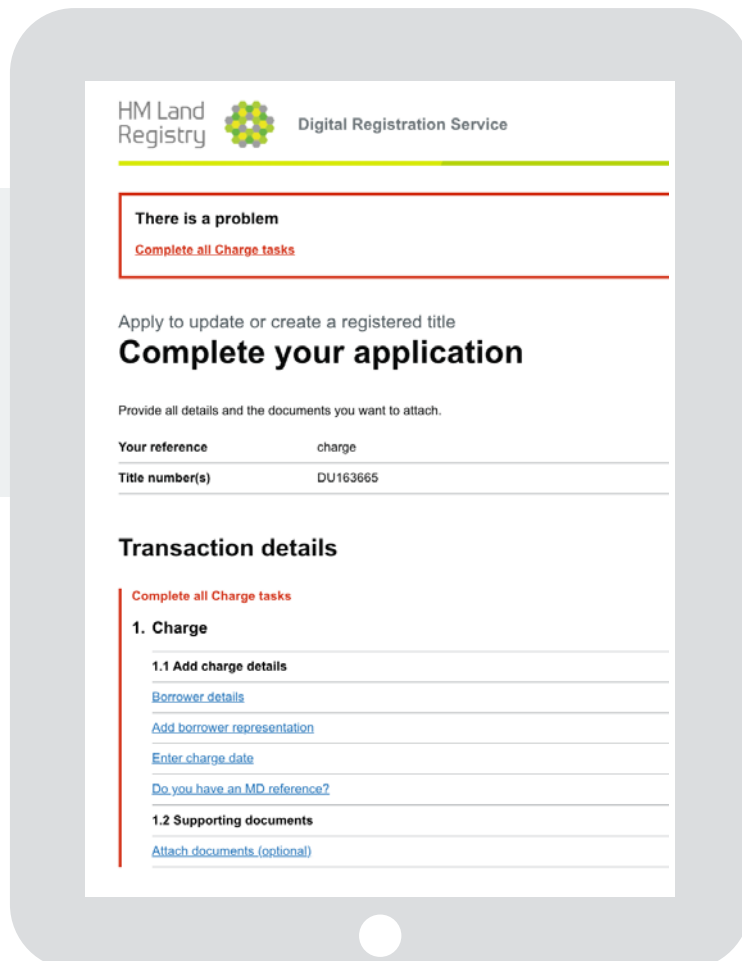 HM Land
Registry
Digital Registration Service
There is a problem
Complete all Charge tasks
Apply to update or create a registered title
Complete your application
Provide all details and the documents you want to attach.
Your reference charge
Title number(s) DU163665
Transaction details
Complete all Charge tasks
1. Charge
1.1 Add charge details
Borrower details
Add borrower representation
Enter charge date
Do you have an MD reference?
1.2 Supporting documents
Attach documents (optional)